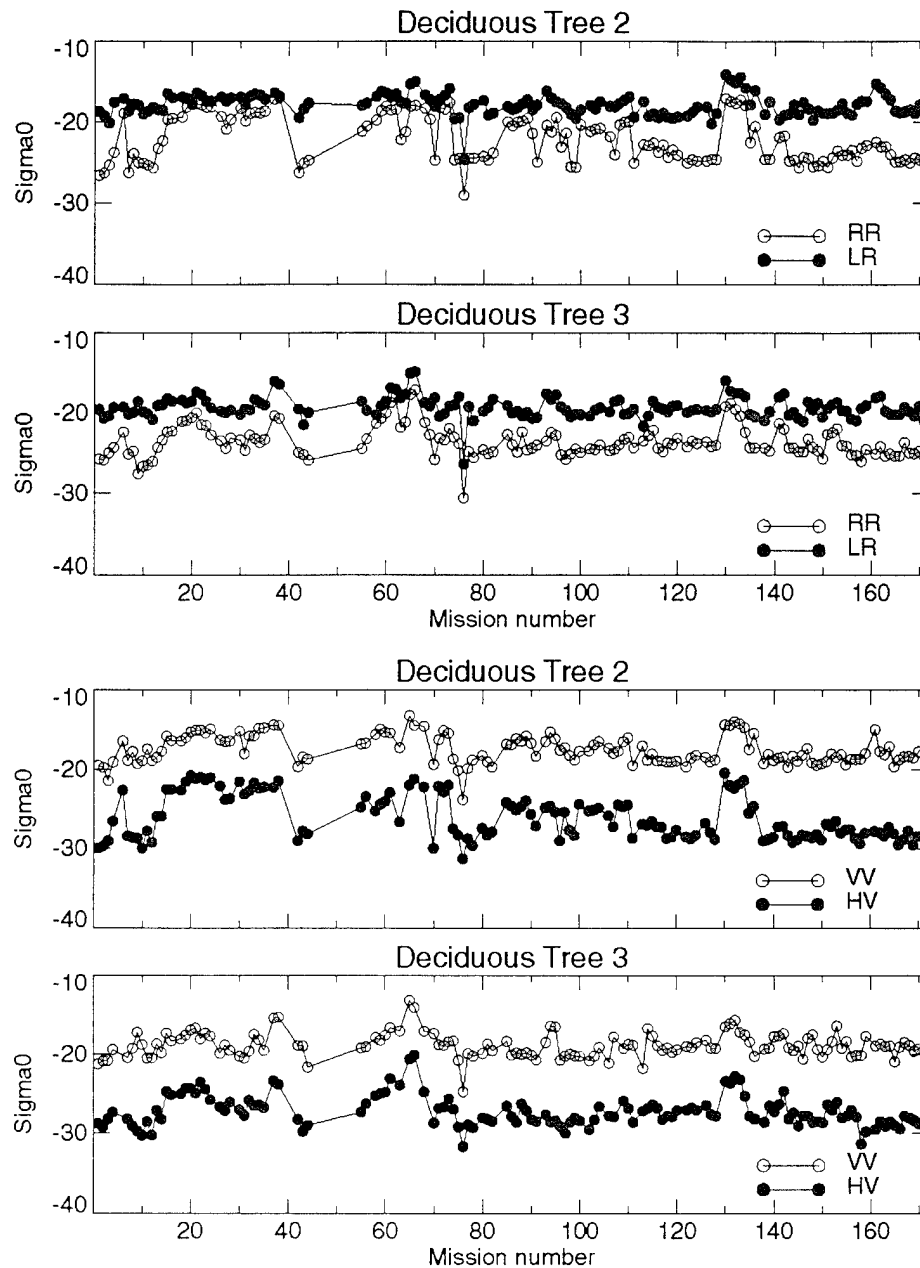 Deciduous Tree 2
-10
-20
-30
-40
Sigma0
RR
LR
Deciduous Tree 3
-10
-20
-30
-40
Sigma0
RR
LR
20 40 60 80 100 120 140 160
Mission number
Deciduous Tree 2
-10
-20
-30
-40
Sigma0
VV
HV
Deciduous Tree 3
-10
-20
-30
-40
Sigma0
VV
HV
20 40 60 80 100 120 140 160
Mission number